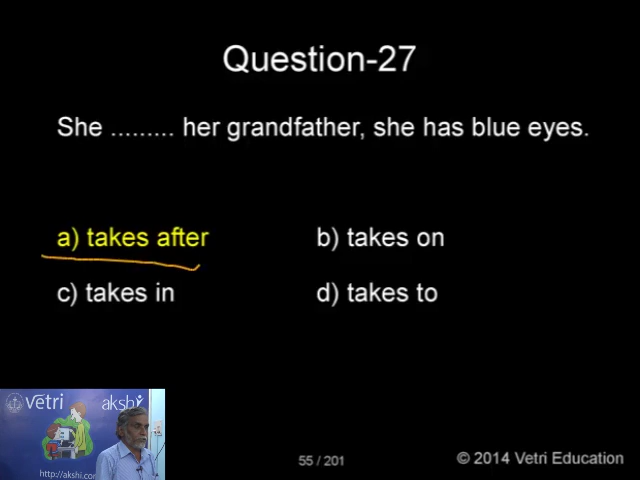 Question-27
She ......... her grandfather, she has blue eyes.
a) takes after
b) takes on
c) takes in
d) takes to
vetri akshi
http://akshi.com
55 / 201
© 2014 Vetri Education